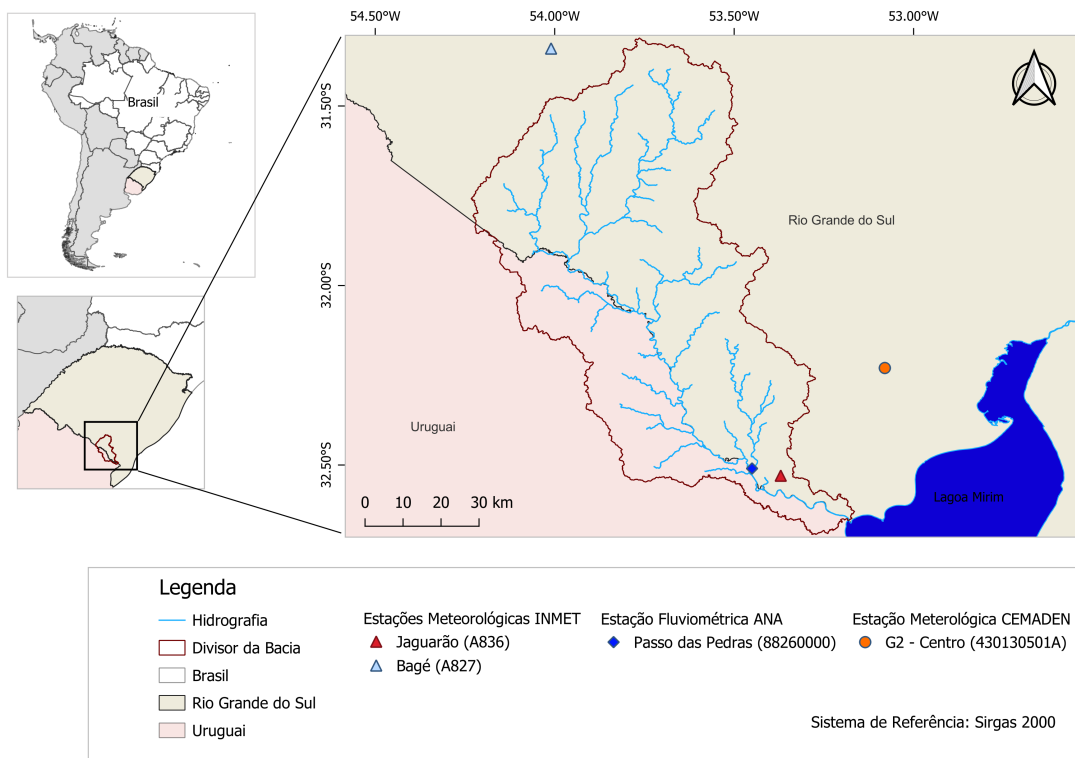 54.50°W 54.00°W 53.50°W 53.00°W
31.50°S
32.00°S
32.50°S
Brasil
Rio Grande do Sul
Uruguai
Lagoa Mirim
0 10 20 30 km
Legenda
Hidrografia
Divisor da Bacia
Brasil
Rio Grande do Sul
Uruguai
Estações Meteorológicas INMET
Jaguarão (A836)
Bagé (A827)
Estação Fluviométrica ANA
Passo das Pedras (88260000)
Estação Meterológica CEMADEN
G2 - Centro (430130501A)
Sistema de Referência: Sirgas 2000